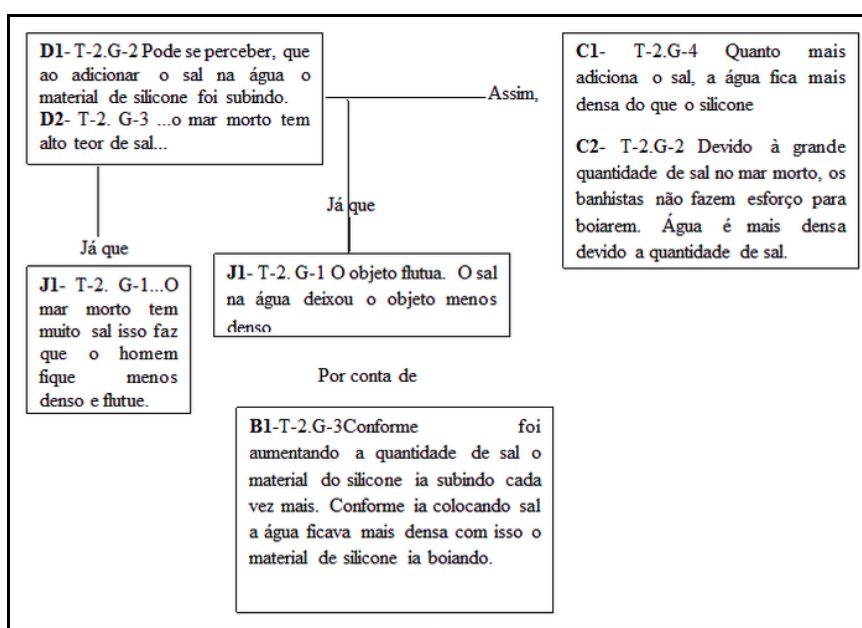 D1- T-2.G-2 Pode se perceber, que
ao adicionar o sal na água o
material de silicone foi subindo.
D2- T-2. G-3 ...o mar morto tem
alto teor de sal...
Assim,
C1- T-2.G-4 Quanto mais
adiciona o sal, a água fica mais
densa do que o silicone
C2- T-2.G-2 Devido à grande
quantidade de sal no mar morto, os
banhistas não fazem esforço para
boiarem. Água é mais densa
devido a quantidade de sal.
Já que
Já que
J1- T-2. G-1...O
mar morto tem
muito sal isso faz
que o homem
fique menos
denso e flutue.
J1- T-2. G-1 O objeto flutua. O sal
na água deixou o objeto menos
denso
Por conta de
B1-T-2.G-3Conforme foi
aumentando a quantidade de sal o
material do silicone ia subindo cada
vez mais. Conforme ia colocando sal
a água ficava mais densa com isso o
material de silicone ia boiando.